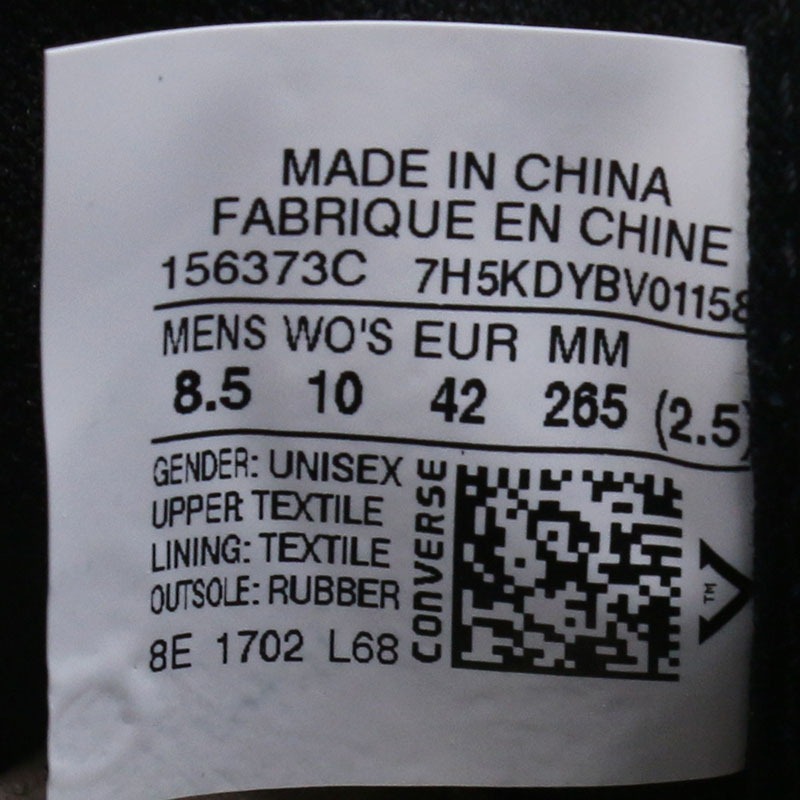 MADE IN CHINA
FABRIQUE EN CHINE
156373C 7H5KDYBV01158
MENS WO'S EUR MM
8.5 10 42 265 (2.5)
GENDER: UNISEX
UPPER: TEXTILE
LINING: TEXTILE
OUTSOLE: RUBBER
8E 1702 L68
CONVERSE
TM